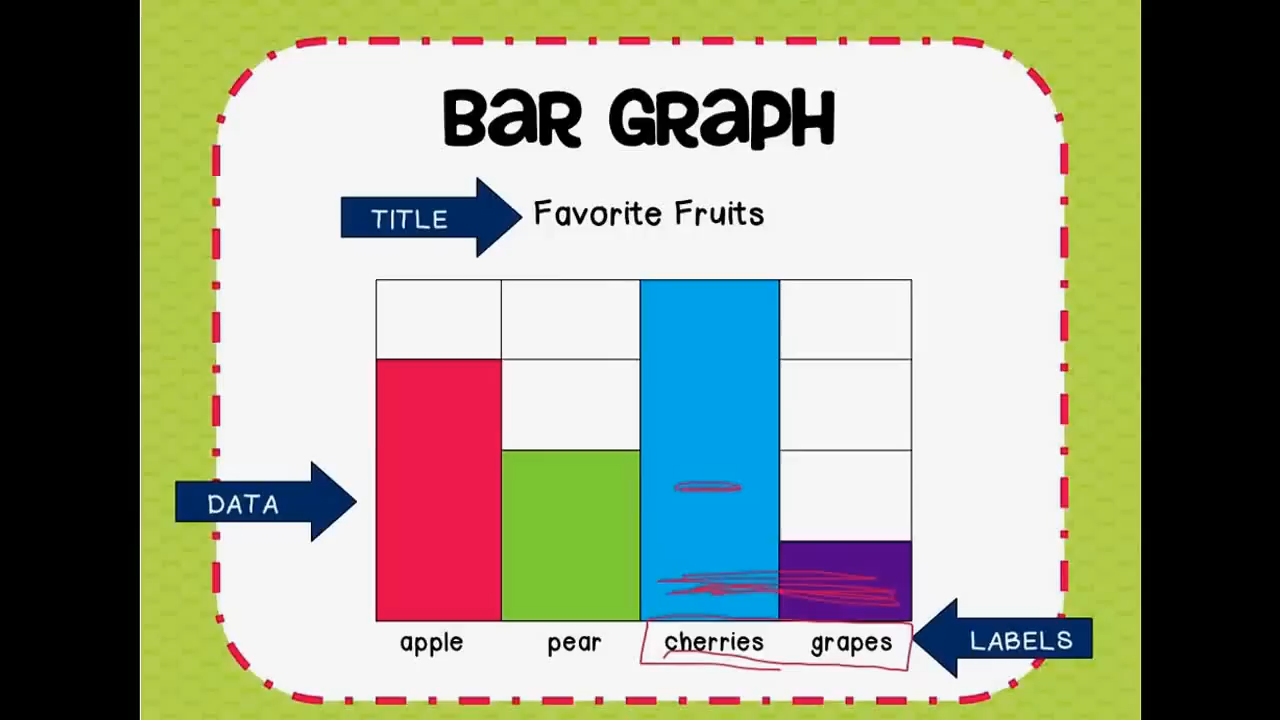 BAR GRAPH
TITLE
Favorite Fruits
DATA
apple pear cherries grapes
LABELS